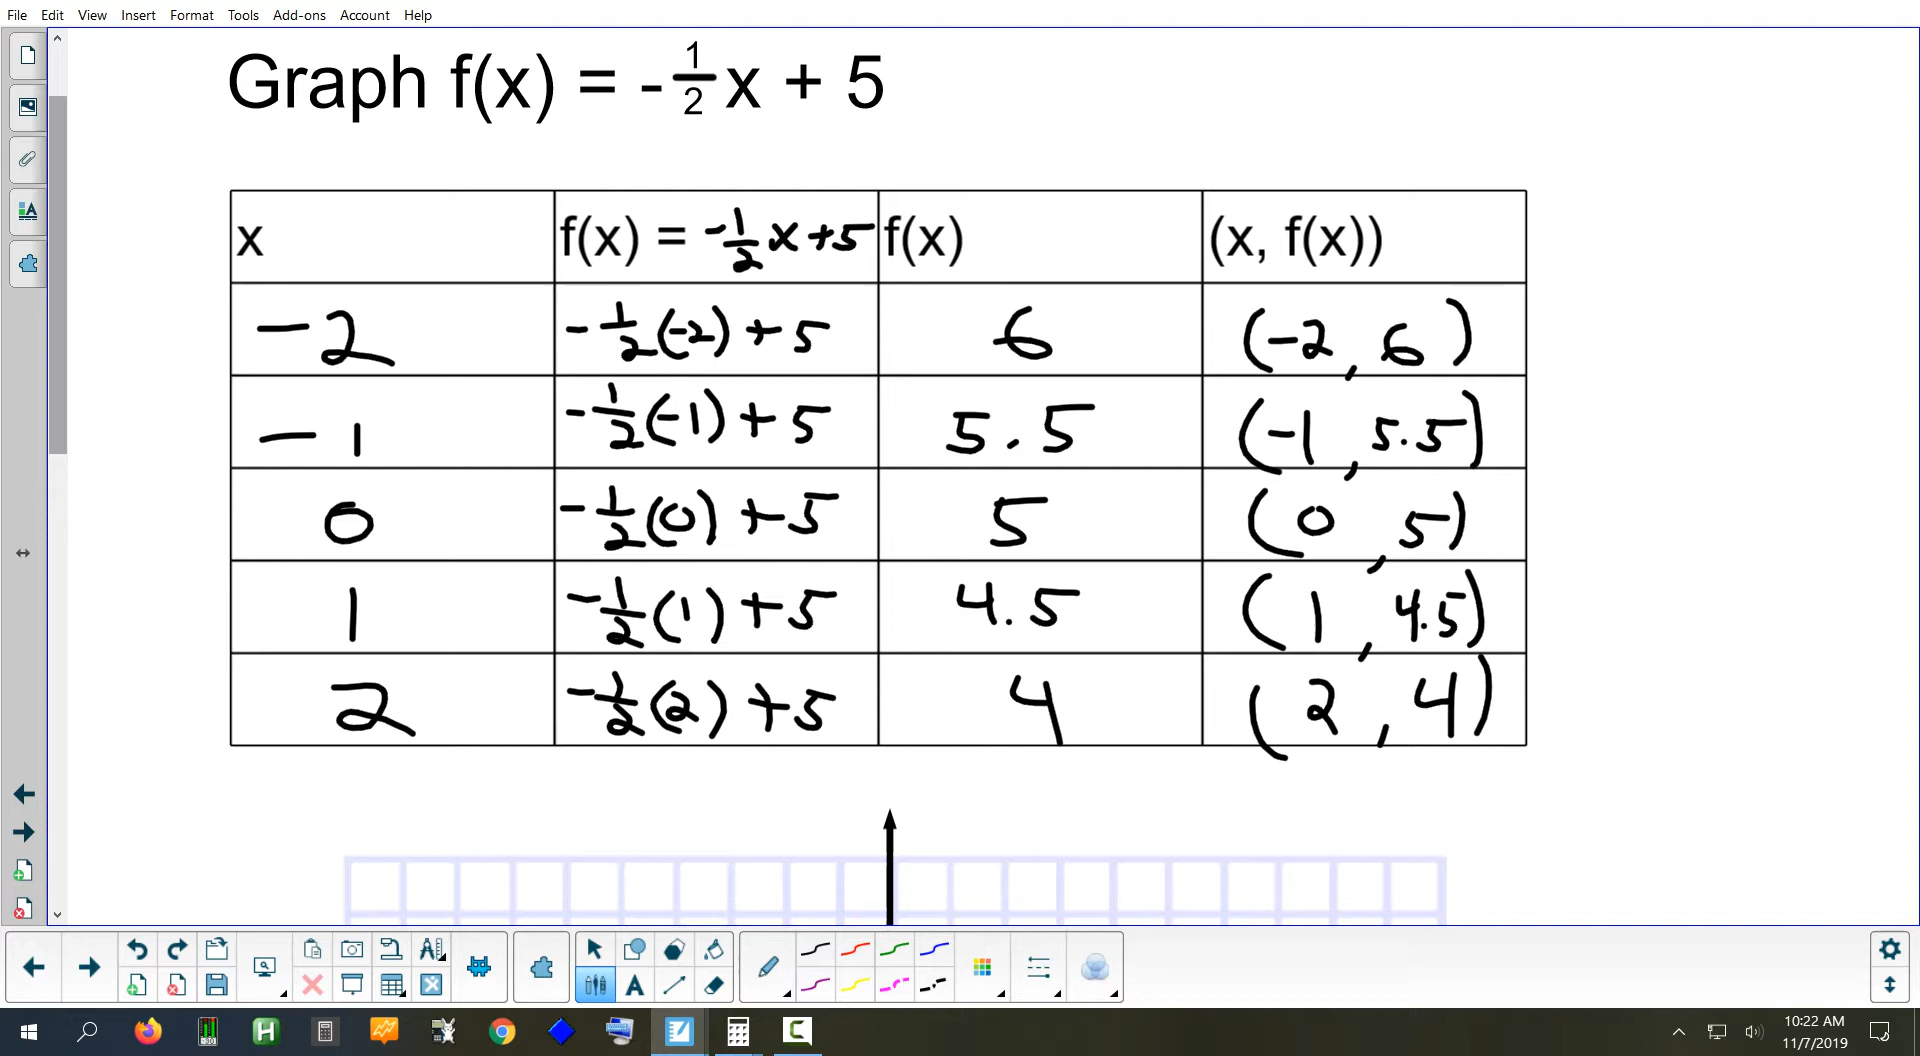 File Edit View Insert Format Tools Add-ons Account Help
Graph f(x) = -1/2x + 5
x f(x) = -1/2x+5 f(x) (x, f(x))
-2 -1/2(-2)+5 6 (-2, 6)
-1 -1/2(-1)+5 5.5 (-1, 5.5)
0 -1/2(0)+5 5 (0, 5)
1 -1/2(1)+5 4.5 (1, 4.5)
2 -1/2(2)+5 4 (2, 4)
10:22 AM
11/7/2019